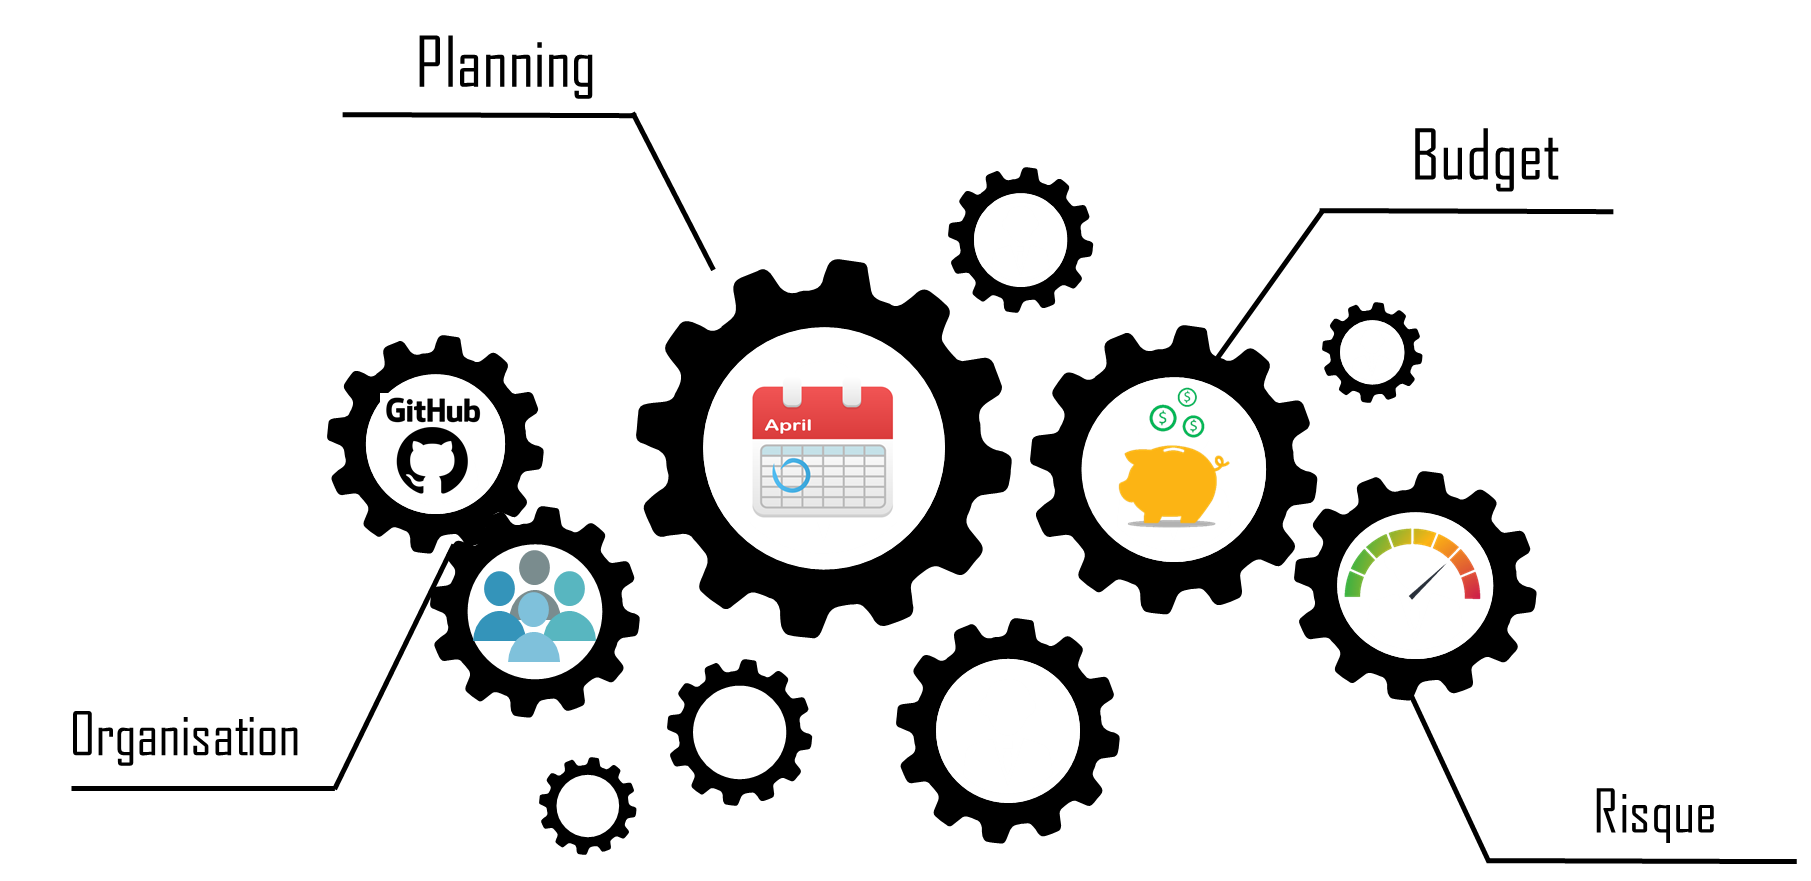 Planning
Budget
GitHub
April
$
$
$
Organisation
Risque